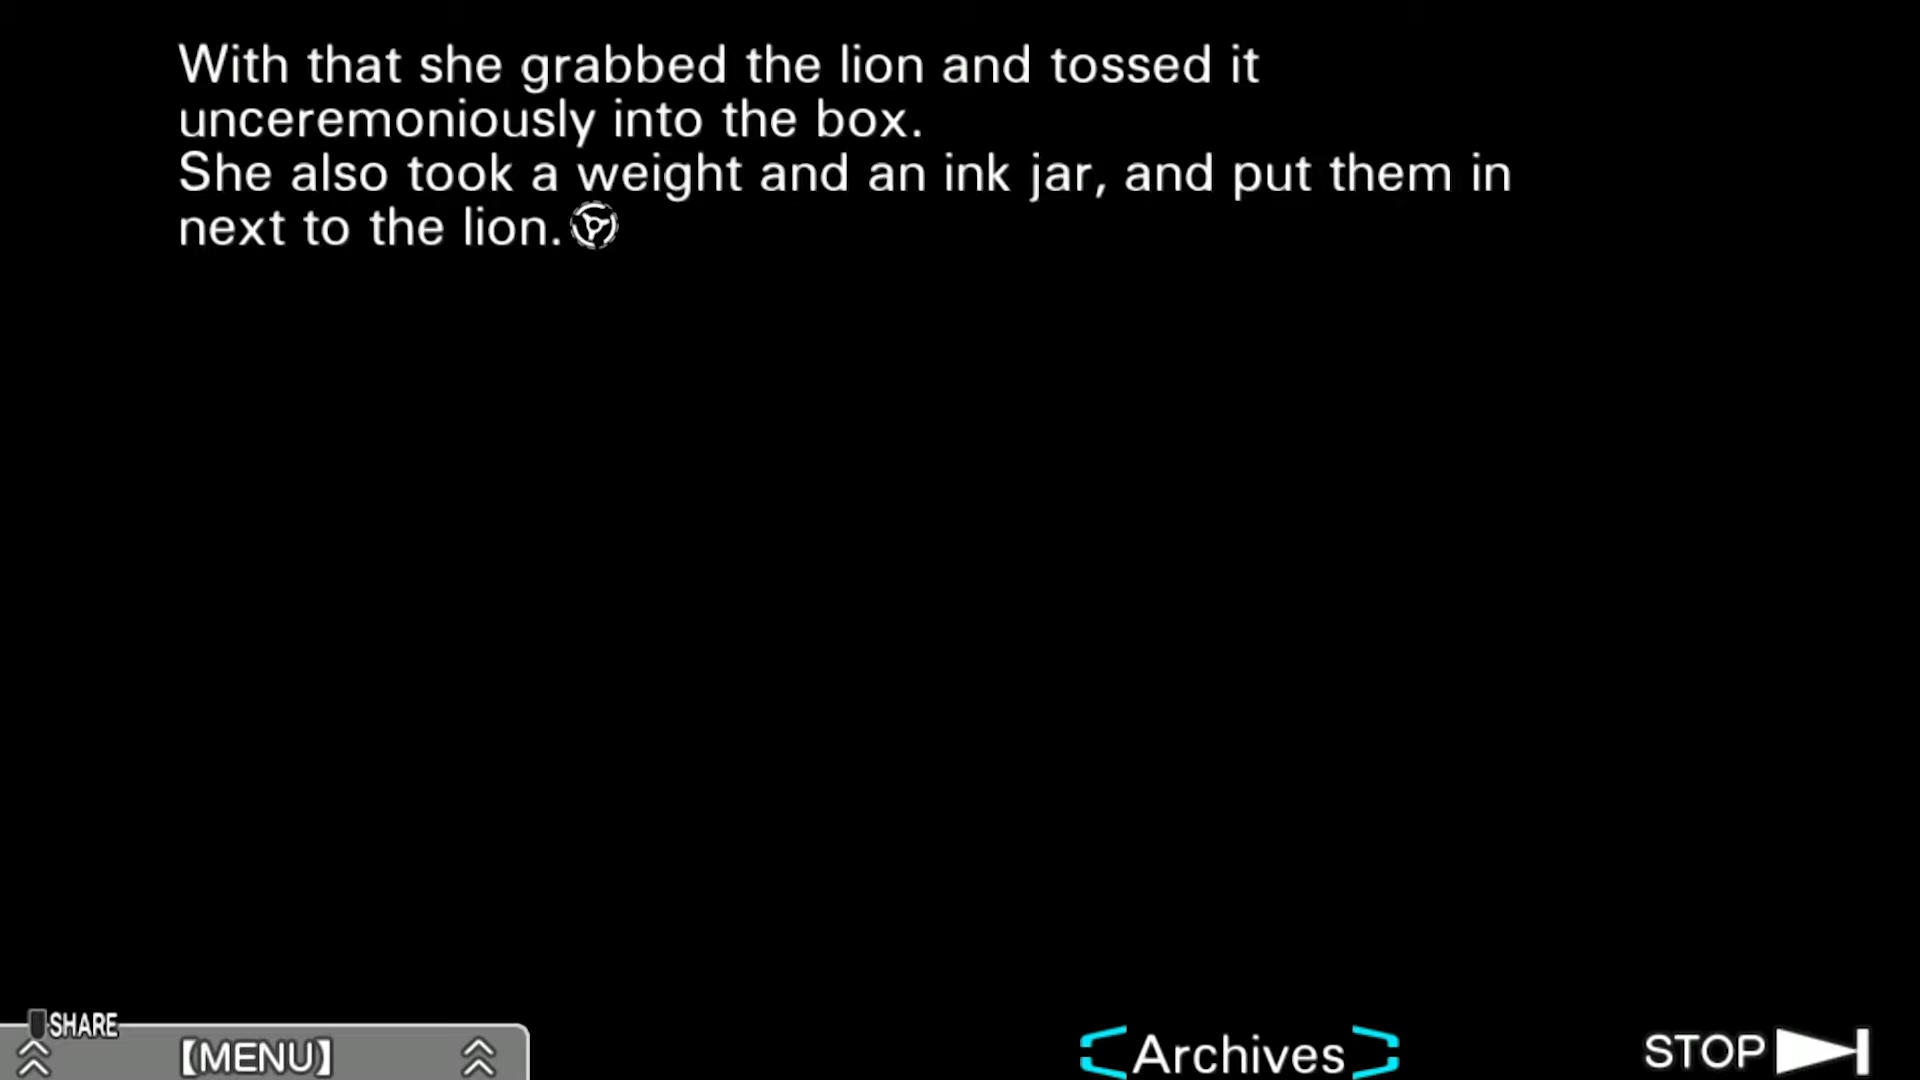 With that she grabbed the lion and tossed it
unceremoniously into the box.
She also took a weight and an ink jar, and put them in
next to the lion.
SHARE
【MENU】
Archives
STOP